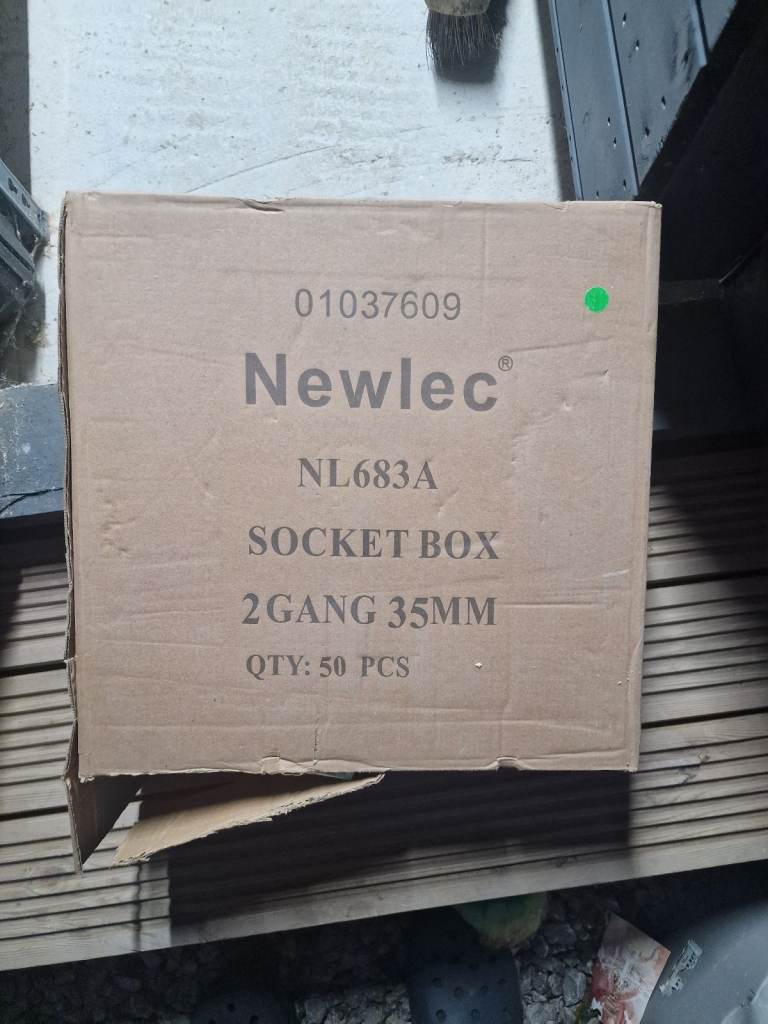 01037609
Newlec®
NL683A
SOCKET BOX
2 GANG 35MM
QTY: 50 PCS